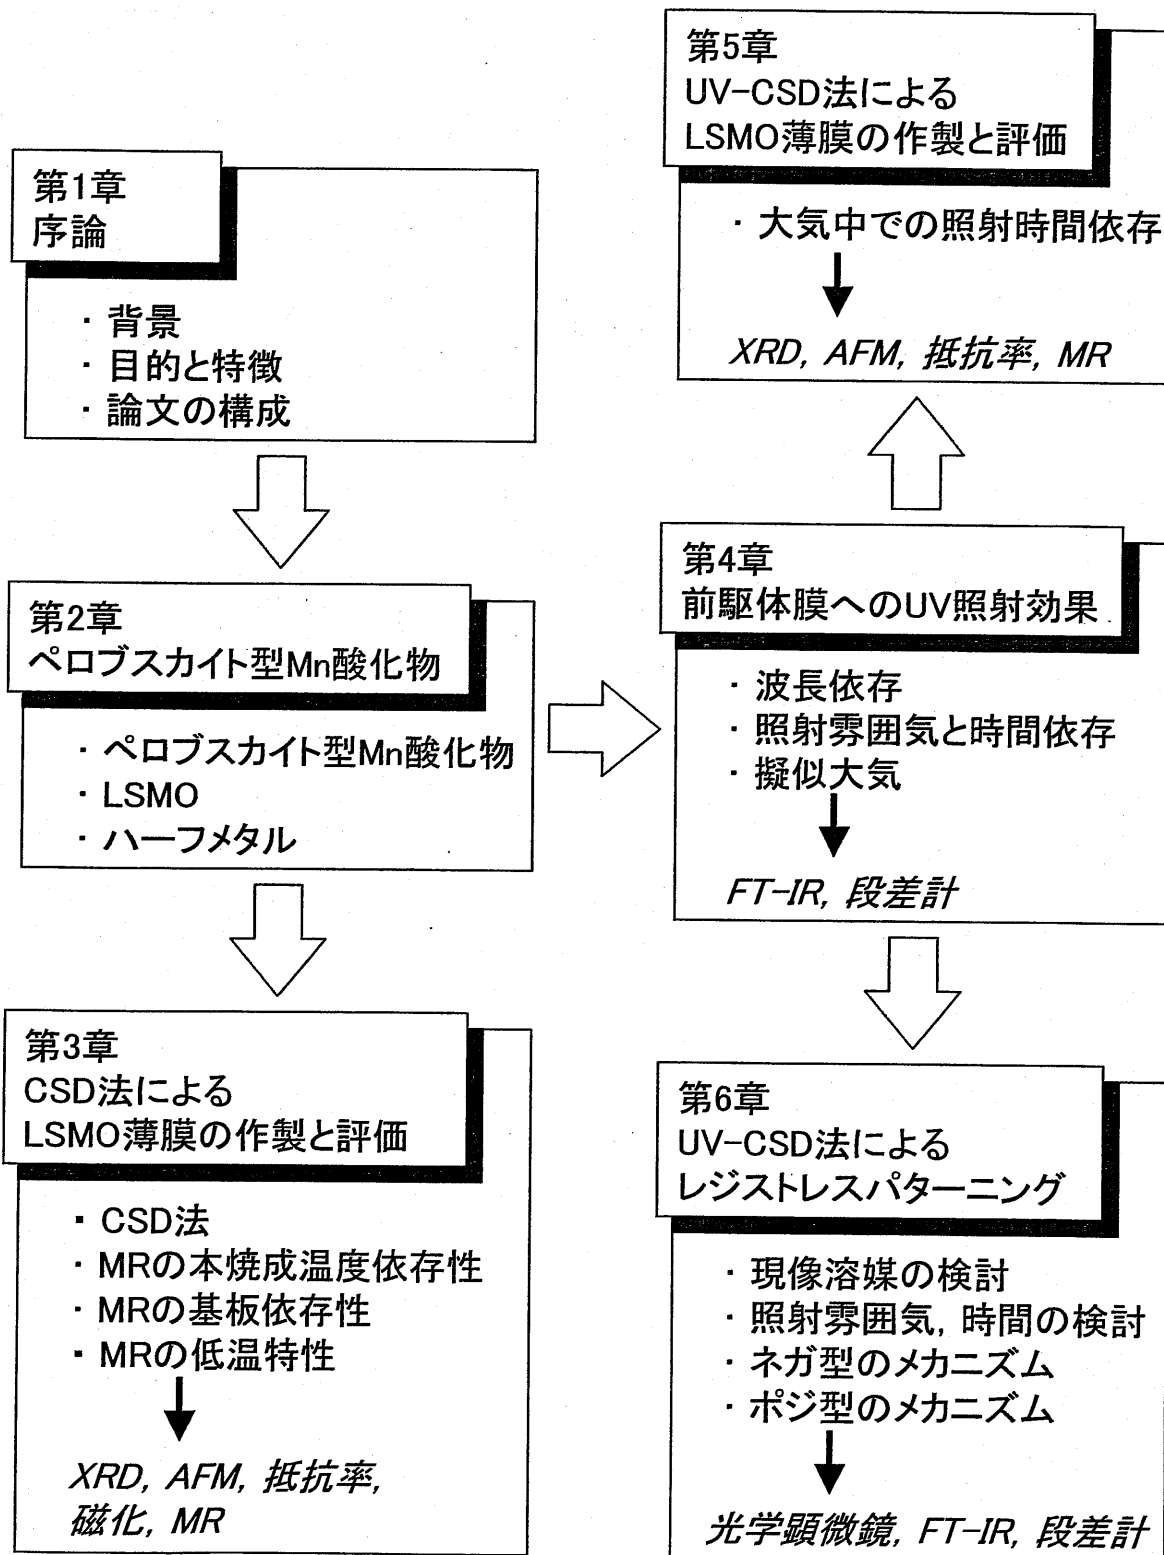 第1章
序論
・背景
・目的と特徴
・論文の構成
第2章
ペロブスカイト型Mn酸化物
・ペロブスカイト型Mn酸化物
・LSMO
・ハーフメタル
第3章
CSD法による
LSMO薄膜の作製と評価
・CSD法
・MRの本焼成温度依存性
・MRの基板依存性
・MRの低温特性
XRD, AFM, 抵抗率,
磁化, MR
第4章
前駆体膜へのUV照射効果
・波長依存
・照射雰囲気と時間依存
・擬似大気
FT-IR, 段差計
第5章
UV-CSD法による
LSMO薄膜の作製と評価
・大気中での照射時間依存
XRD, AFM, 抵抗率, MR
第6章
UV-CSD法による
レジストレスパターニング
・現像溶媒の検討
・照射雰囲気, 時間の検討
・ネガ型のメカニズム
・ポジ型のメカニズム
光学顕微鏡, FT-IR, 段差計